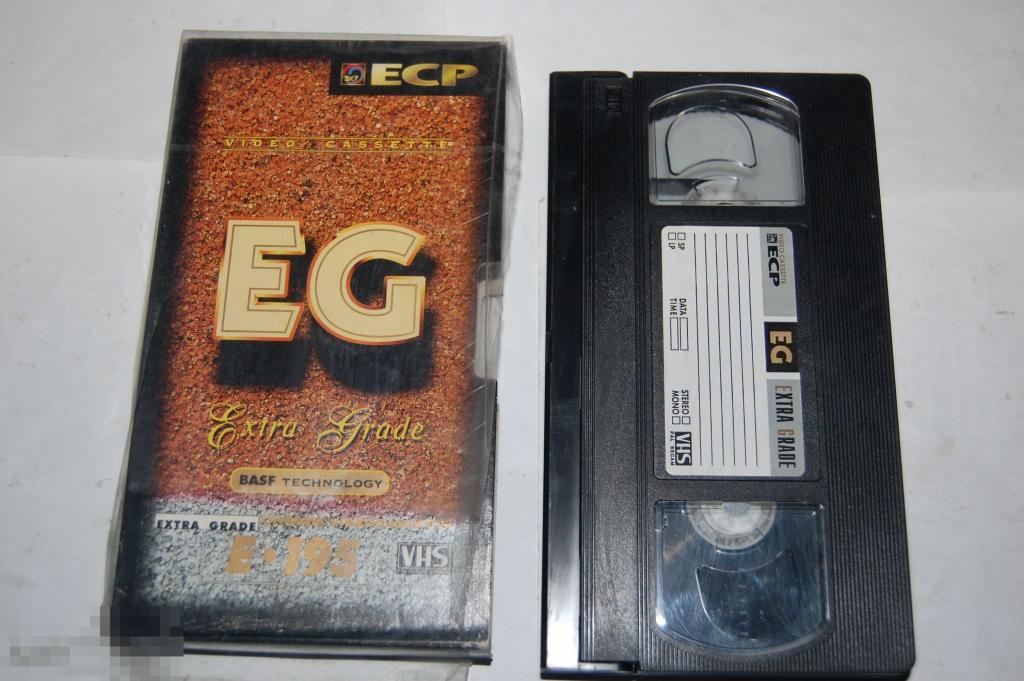 ECP
VIDEO CASSETTE
EG
Extra Grade
BASF TECHNOLOGY
EXTRA GRADE
E•195
VHS
VIDEO CASSETTE
ECP
EG
EXTRA GRADE
SP
LP
DATA
TIME
STEREO
MONO
VHS
PAL SECAM